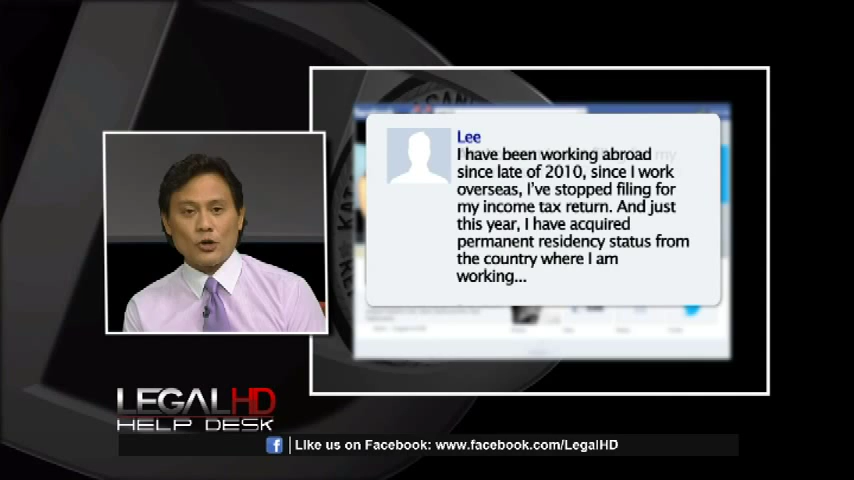 Lee
I have been working abroad
since late of 2010, since I work
overseas, I've stopped filing for
my income tax return. And just
this year, I have acquired
permanent residency status from
the country where I am
working...
LEGALHD
HELP DESK
f Like us on Facebook: www.facebook.com/LegalHD